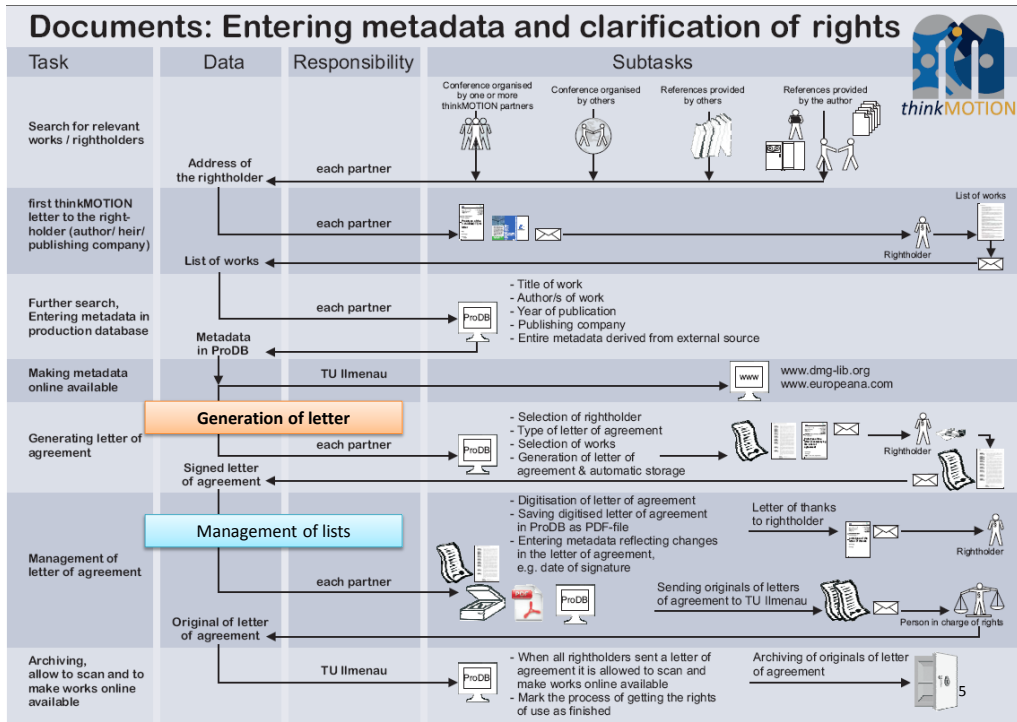 Documents: Entering metadata and clarification of rights
thinkMOTION
Task
Data
Responsibility
Subtasks
Search for relevant
works / rightholders
Conference organised
by one or more
thinkMOTION partners
Conference organised
by others
References provided
by others
References provided
by the author
Address of
the rightholder
each partner
first thinkMOTION
letter to the right-
holder (author/ heir/
publishing company)
each partner
Rightholder
List of works
List of works
Further search,
Entering metadata in
production database
each partner
ProDB
- Title of work
- Author/s of work
- Year of publication
- Publishing company
- Entire metadata derived from external source
Metadata
in ProDB
Making metadata
online available
TU Ilmenau
www
www.dmg-lib.org
www.europeana.com
Generation of letter
Generating letter of
agreement
each partner
ProDB
- Selection of rightholder
- Type of letter of agreement
- Selection of works
- Generation of letter of
agreement & automatic storage
Rightholder
Signed letter
of agreement
Management of lists
Management of
letter of agreement
each partner
- Digitisation of letter of agreement
- Saving digitised letter of agreement
in ProDB as PDF-file
- Entering metadata reflecting changes
in the letter of agreement,
e.g. date of signature
PDF
ProDB
Letter of thanks
to rightholder
Rightholder
Sending originals of letters
of agreement to TU Ilmenau
Person in charge of rights
Original of letter
of agreement
Archiving,
allow to scan and to
make works online
available
TU Ilmenau
ProDB
- When all rightholders sent a letter of
agreement it is allowed to scan and
make works online available
- Mark the process of getting the rights
of use as finished
Archiving of originals of letter
of agreement
5